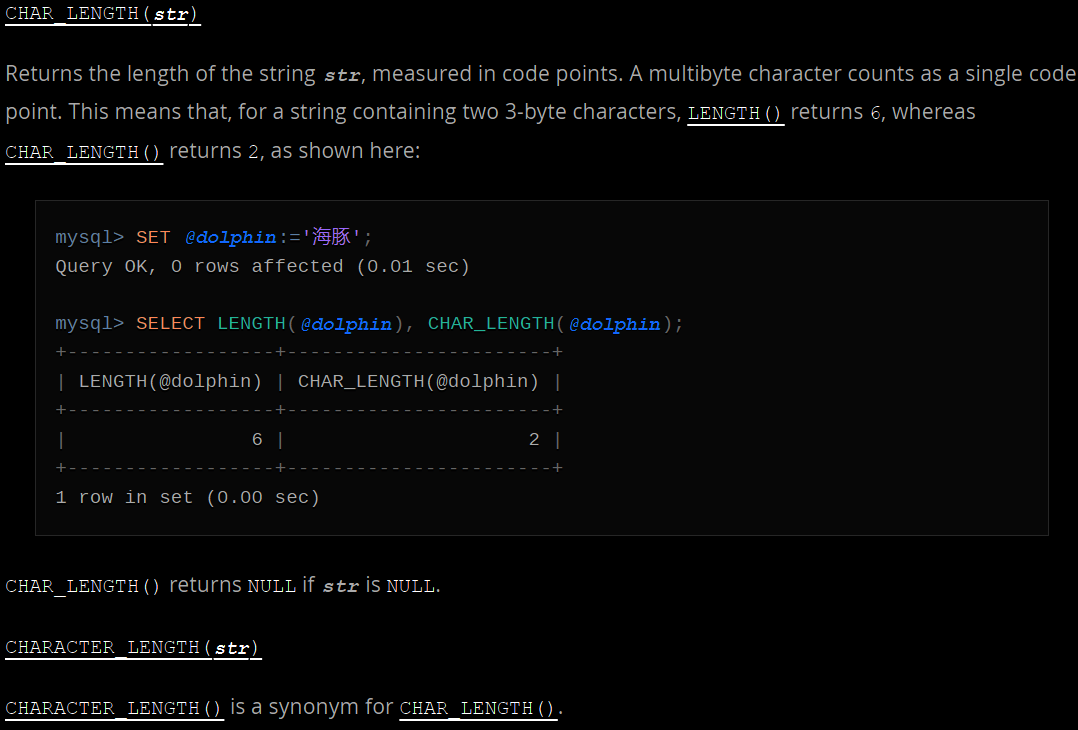 CHAR_LENGTH(str)
Returns the length of the string str, measured in code points. A multibyte character counts as a single code
point. This means that, for a string containing two 3-byte characters, LENGTH() returns 6, whereas
CHAR_LENGTH() returns 2, as shown here:
mysql> SET @dolphin:='海豚';
Query OK, 0 rows affected (0.01 sec)
mysql> SELECT LENGTH(@dolphin), CHAR_LENGTH(@dolphin);
+------------------+-----------------------+
| LENGTH(@dolphin) | CHAR_LENGTH(@dolphin) |
+------------------+-----------------------+
|                6 |                     2 |
+------------------+-----------------------+
1 row in set (0.00 sec)
CHAR_LENGTH() returns NULL if str is NULL.
CHARACTER_LENGTH(str)
CHARACTER_LENGTH() is a synonym for CHAR_LENGTH().